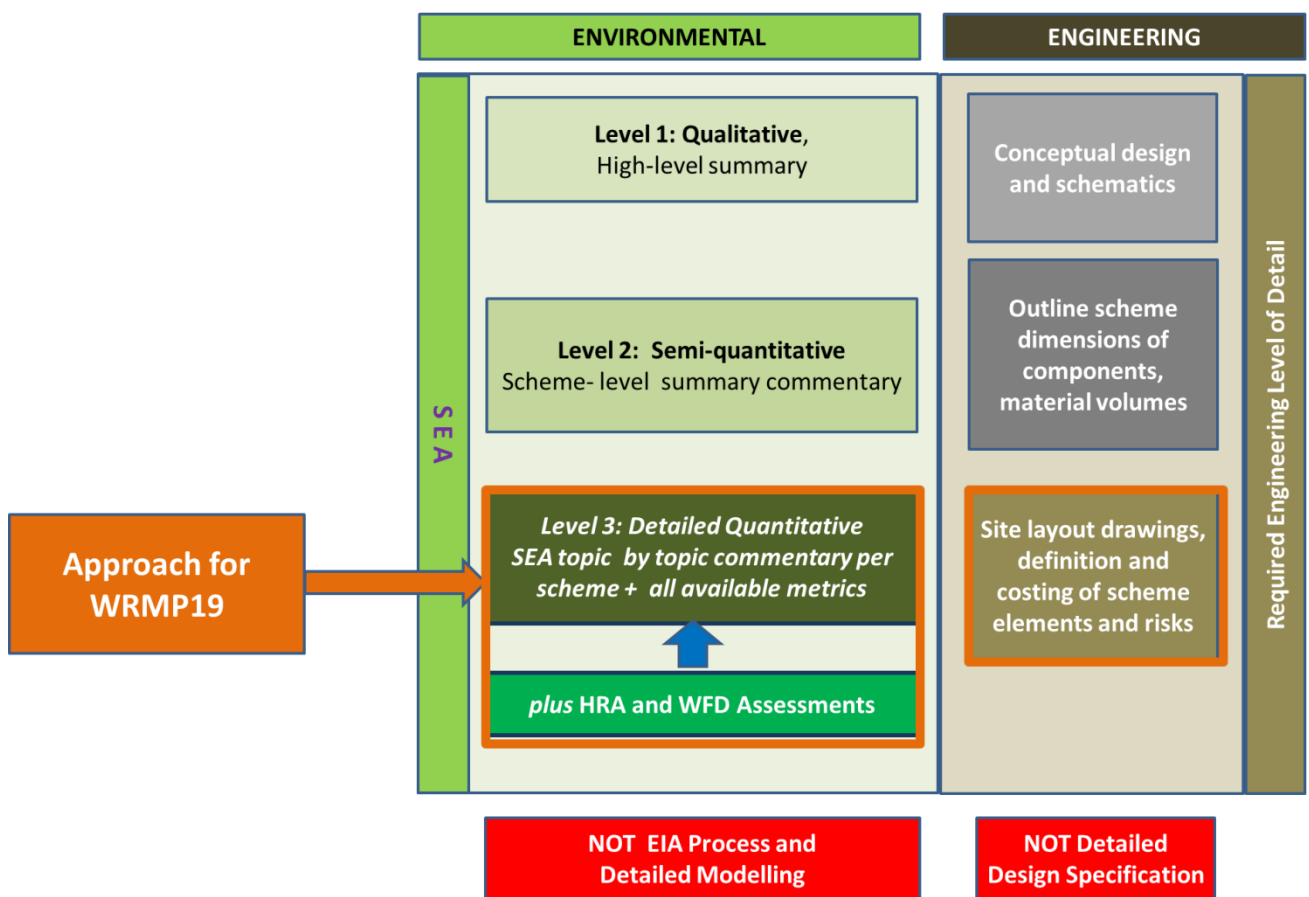 ENVIRONMENTAL
ENGINEERING
Level 1: Qualitative,
High-level summary
Conceptual design
and schematics
Level 2: Semi-quantitative
Scheme- level summary commentary
Outline scheme
dimensions of
components,
material volumes
SEA
Required Engineering Level of Detail
Approach for
WRMP19
Level 3: Detailed Quantitative
SEA topic by topic commentary per
scheme + all available metrics
plus HRA and WFD Assessments
Site layout drawings,
definition and
costing of scheme
elements and risks
NOT EIA Process and
Detailed Modelling
NOT Detailed
Design Specification